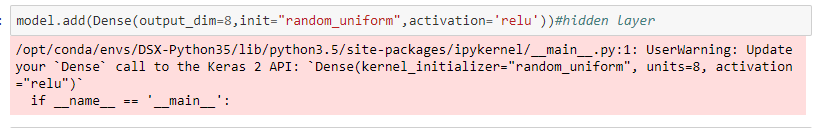 : model.add(Dense(output_dim=8,init="random_uniform",activation='relu'))#hidden layer
/opt/conda/envs/DSX-Python35/lib/python3.5/site-packages/ipykernel/__main__.py:1: UserWarning: Update
your `Dense` call to the Keras 2 API: `Dense(kernel_initializer="random_uniform", units=8, activation
="relu")`
  if __name__ == '__main__':